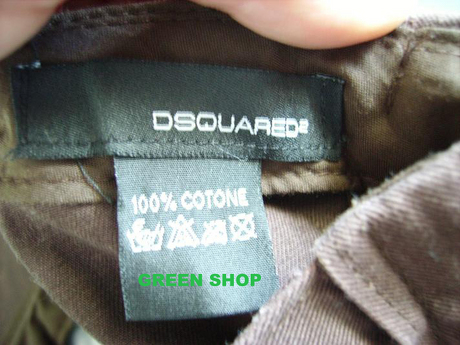 DSQUARED²
100% COTONE
GREEN SHOP